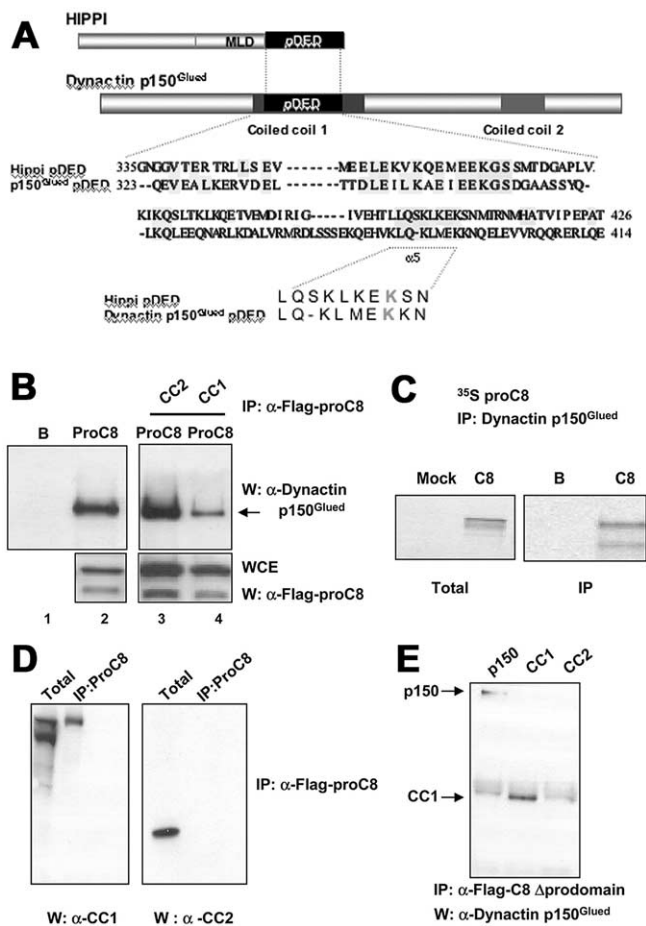 A
HIPPI
MLD pDED
Dynactin p150Glued
pDED
Coiled coil 1 Coiled coil 2
Hippi pDED 335GNGGVTERTRLLSEV------MEELEKVKQEMEEKGSSMTDGAPLV.
p150Glued pDED 323--QEVEALKERVDEL------TTDLEILKAEIEEKGSDGAASSYQ-
KIKQSLTKLKQETVEMDIRIG-----IVEHTLLQSKLKEKSNMTRNMHATVIPEPAT 426
-LKQLEEQNARLKDALVRMRDLSSSEKQEHVKLQ-KLMEKKNQELEVVRQQRERLQE 414
α5
Hippi pDED L Q S K L K E K S N
Dynactin p150Glued pDED L Q - K L M E K K N
B
CC2 CC1
IP: α-Flag-proC8
B ProC8 ProC8 ProC8
W: α-Dynactin
p150Glued
WCE
W: α-Flag-proC8
1 2 3 4
C
35S proC8
IP: Dynactin p150Glued
Mock C8 B C8
Total IP
D
Total IP:ProC8 Total IP:ProC8
IP: α-Flag-proC8
W: α-CC1 W : α -CC2
E
p150 CC1 CC2
p150
CC1
IP: α-Flag-C8 Δprodomain
W: α-Dynactin p150Glued